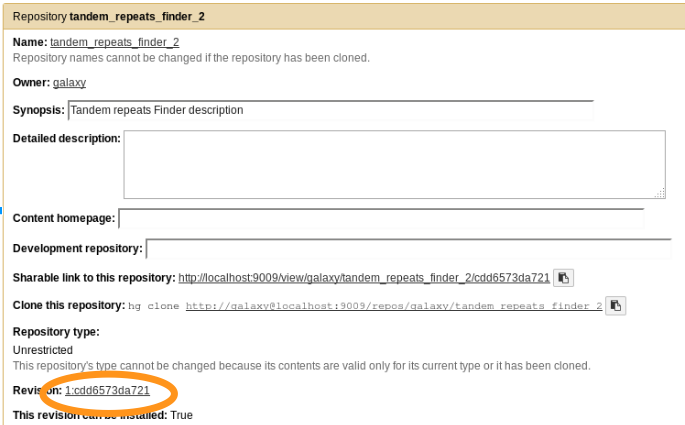 Repository tandem_repeats_finder_2
Name: tandem_repeats_finder_2
Repository names cannot be changed if the repository has been cloned.
Owner: galaxy
Synopsis: Tandem repeats Finder description
Detailed description:
Content homepage:
Development repository:
Sharable link to this repository: http://localhost:9009/view/galaxy/tandem_repeats_finder_2/cdd6573da721
Clone this repository: hg clone http://galaxy@localhost:9009/repos/galaxy/tandem_repeats_finder_2
Repository type:
Unrestricted
This repository's type cannot be changed because its contents are valid only for its current type or it has been cloned.
Revision: 1:cdd6573da721
This revision can be installed: True